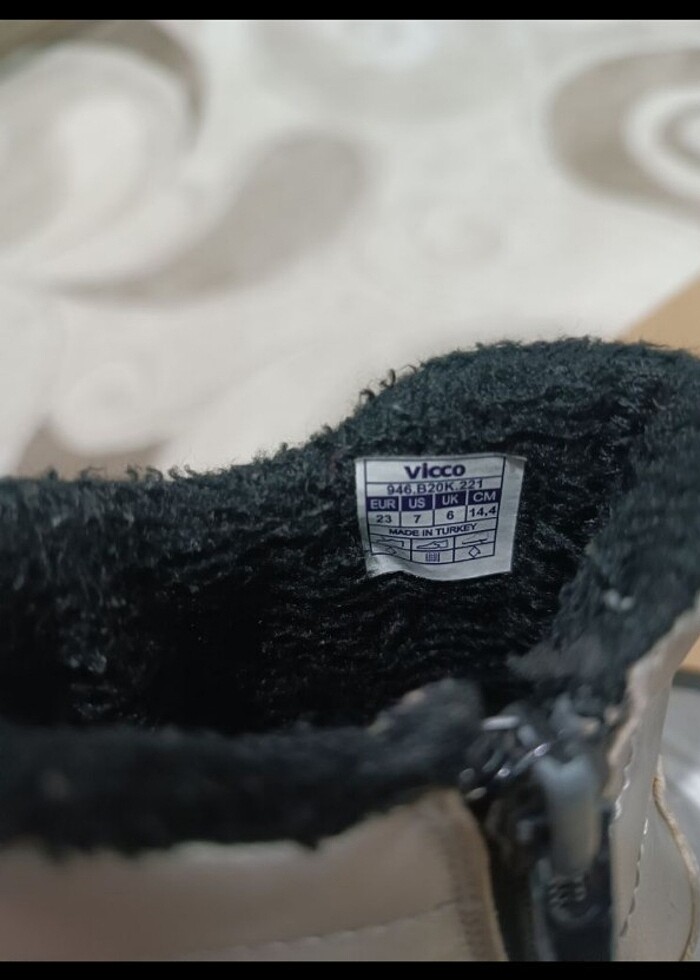 vicco
946.B20K.221
EUR US UK CM
23 7 6 14,4
MADE IN TURKEY